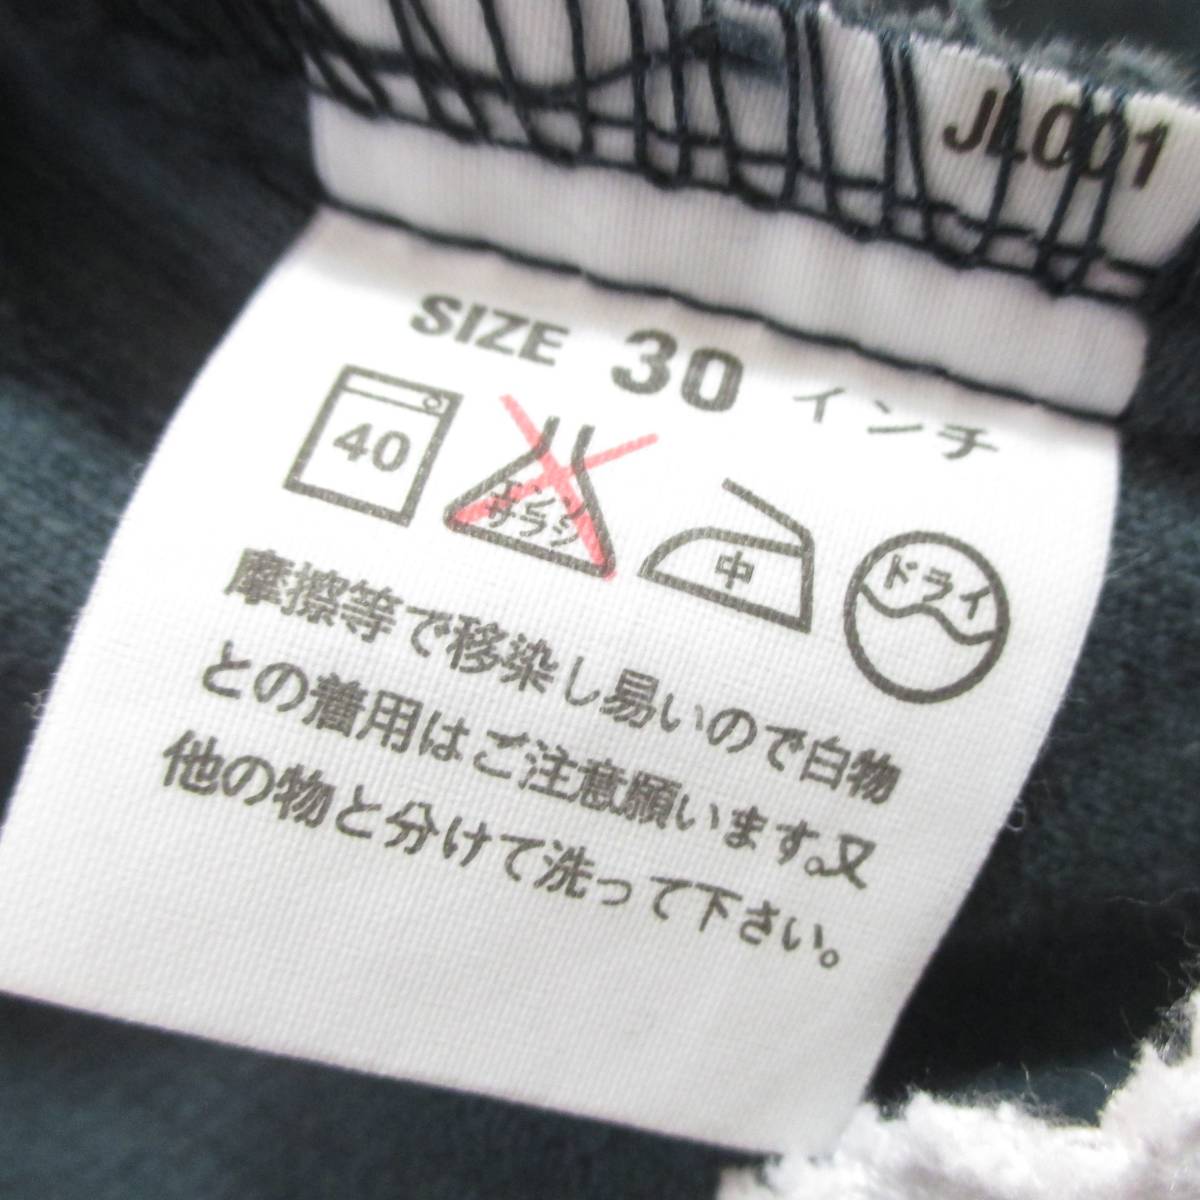 JL001
SIZE 30 インチ
40
エンソ
サラシ
中
ドライ
摩擦等で移染し易いので白物
との着用はご注意願います。又
他の物と分けて洗って下さい。